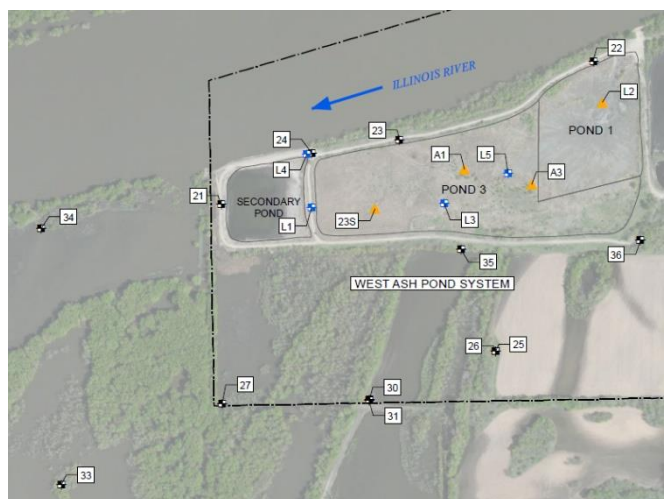 22
ILLINOIS RIVER
L2
23
24
POND 1
A1
L5
L4
A3
POND 3
21
SECONDARY
POND
34
L1
23S
L3
35
36
WEST ASH POND SYSTEM
26
25
27
30
31
33